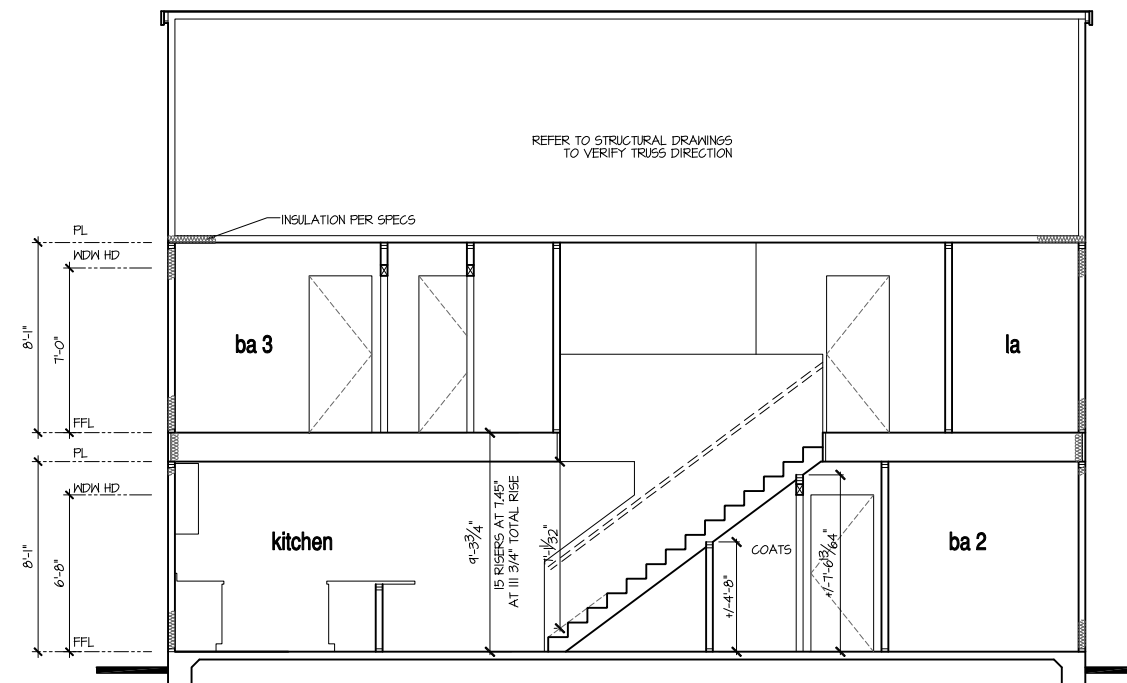 REFER TO STRUCTURAL DRAWINGS
TO VERIFY TRUSS DIRECTION
INSULATION PER SPECS
PL
WDW HD
8'-1"
7'-0"
ba 3
la
FFL
PL
WDW HD
8'-1"
6'-8"
kitchen
9'-3 3/4"
15 RISERS AT 7.45"
AT 111 3/4" TOTAL RISE
COATS
+/-4'-8"
ba 2
FFL